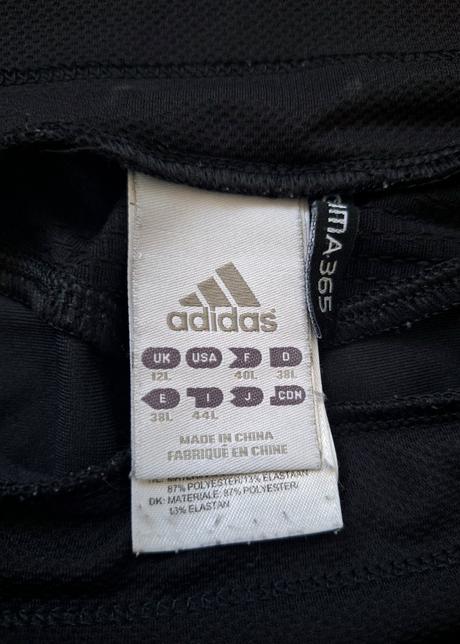 adidas
UK USA F D
12L 40L 38L
E I J CDN
38L 44L
MADE IN CHINA
FABRIQUÉ EN CHINE
87% POLYESTER/13% ELASTAAN
DK: MATERIALE: 87% POLYESTER/
13% ELASTAN
365